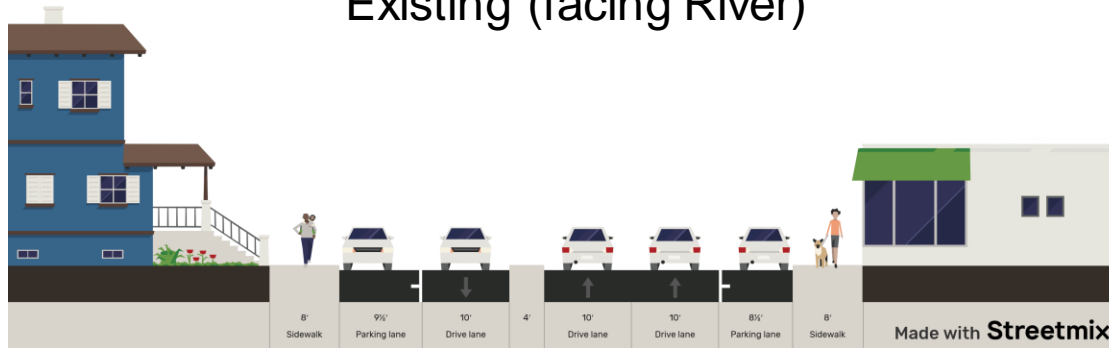 Existing (facing River)
8' 9½' 10' 4' 10' 10' 8½' 8'
Sidewalk Parking lane Drive lane Drive lane Drive lane Parking lane Sidewalk
Made with Streetmix